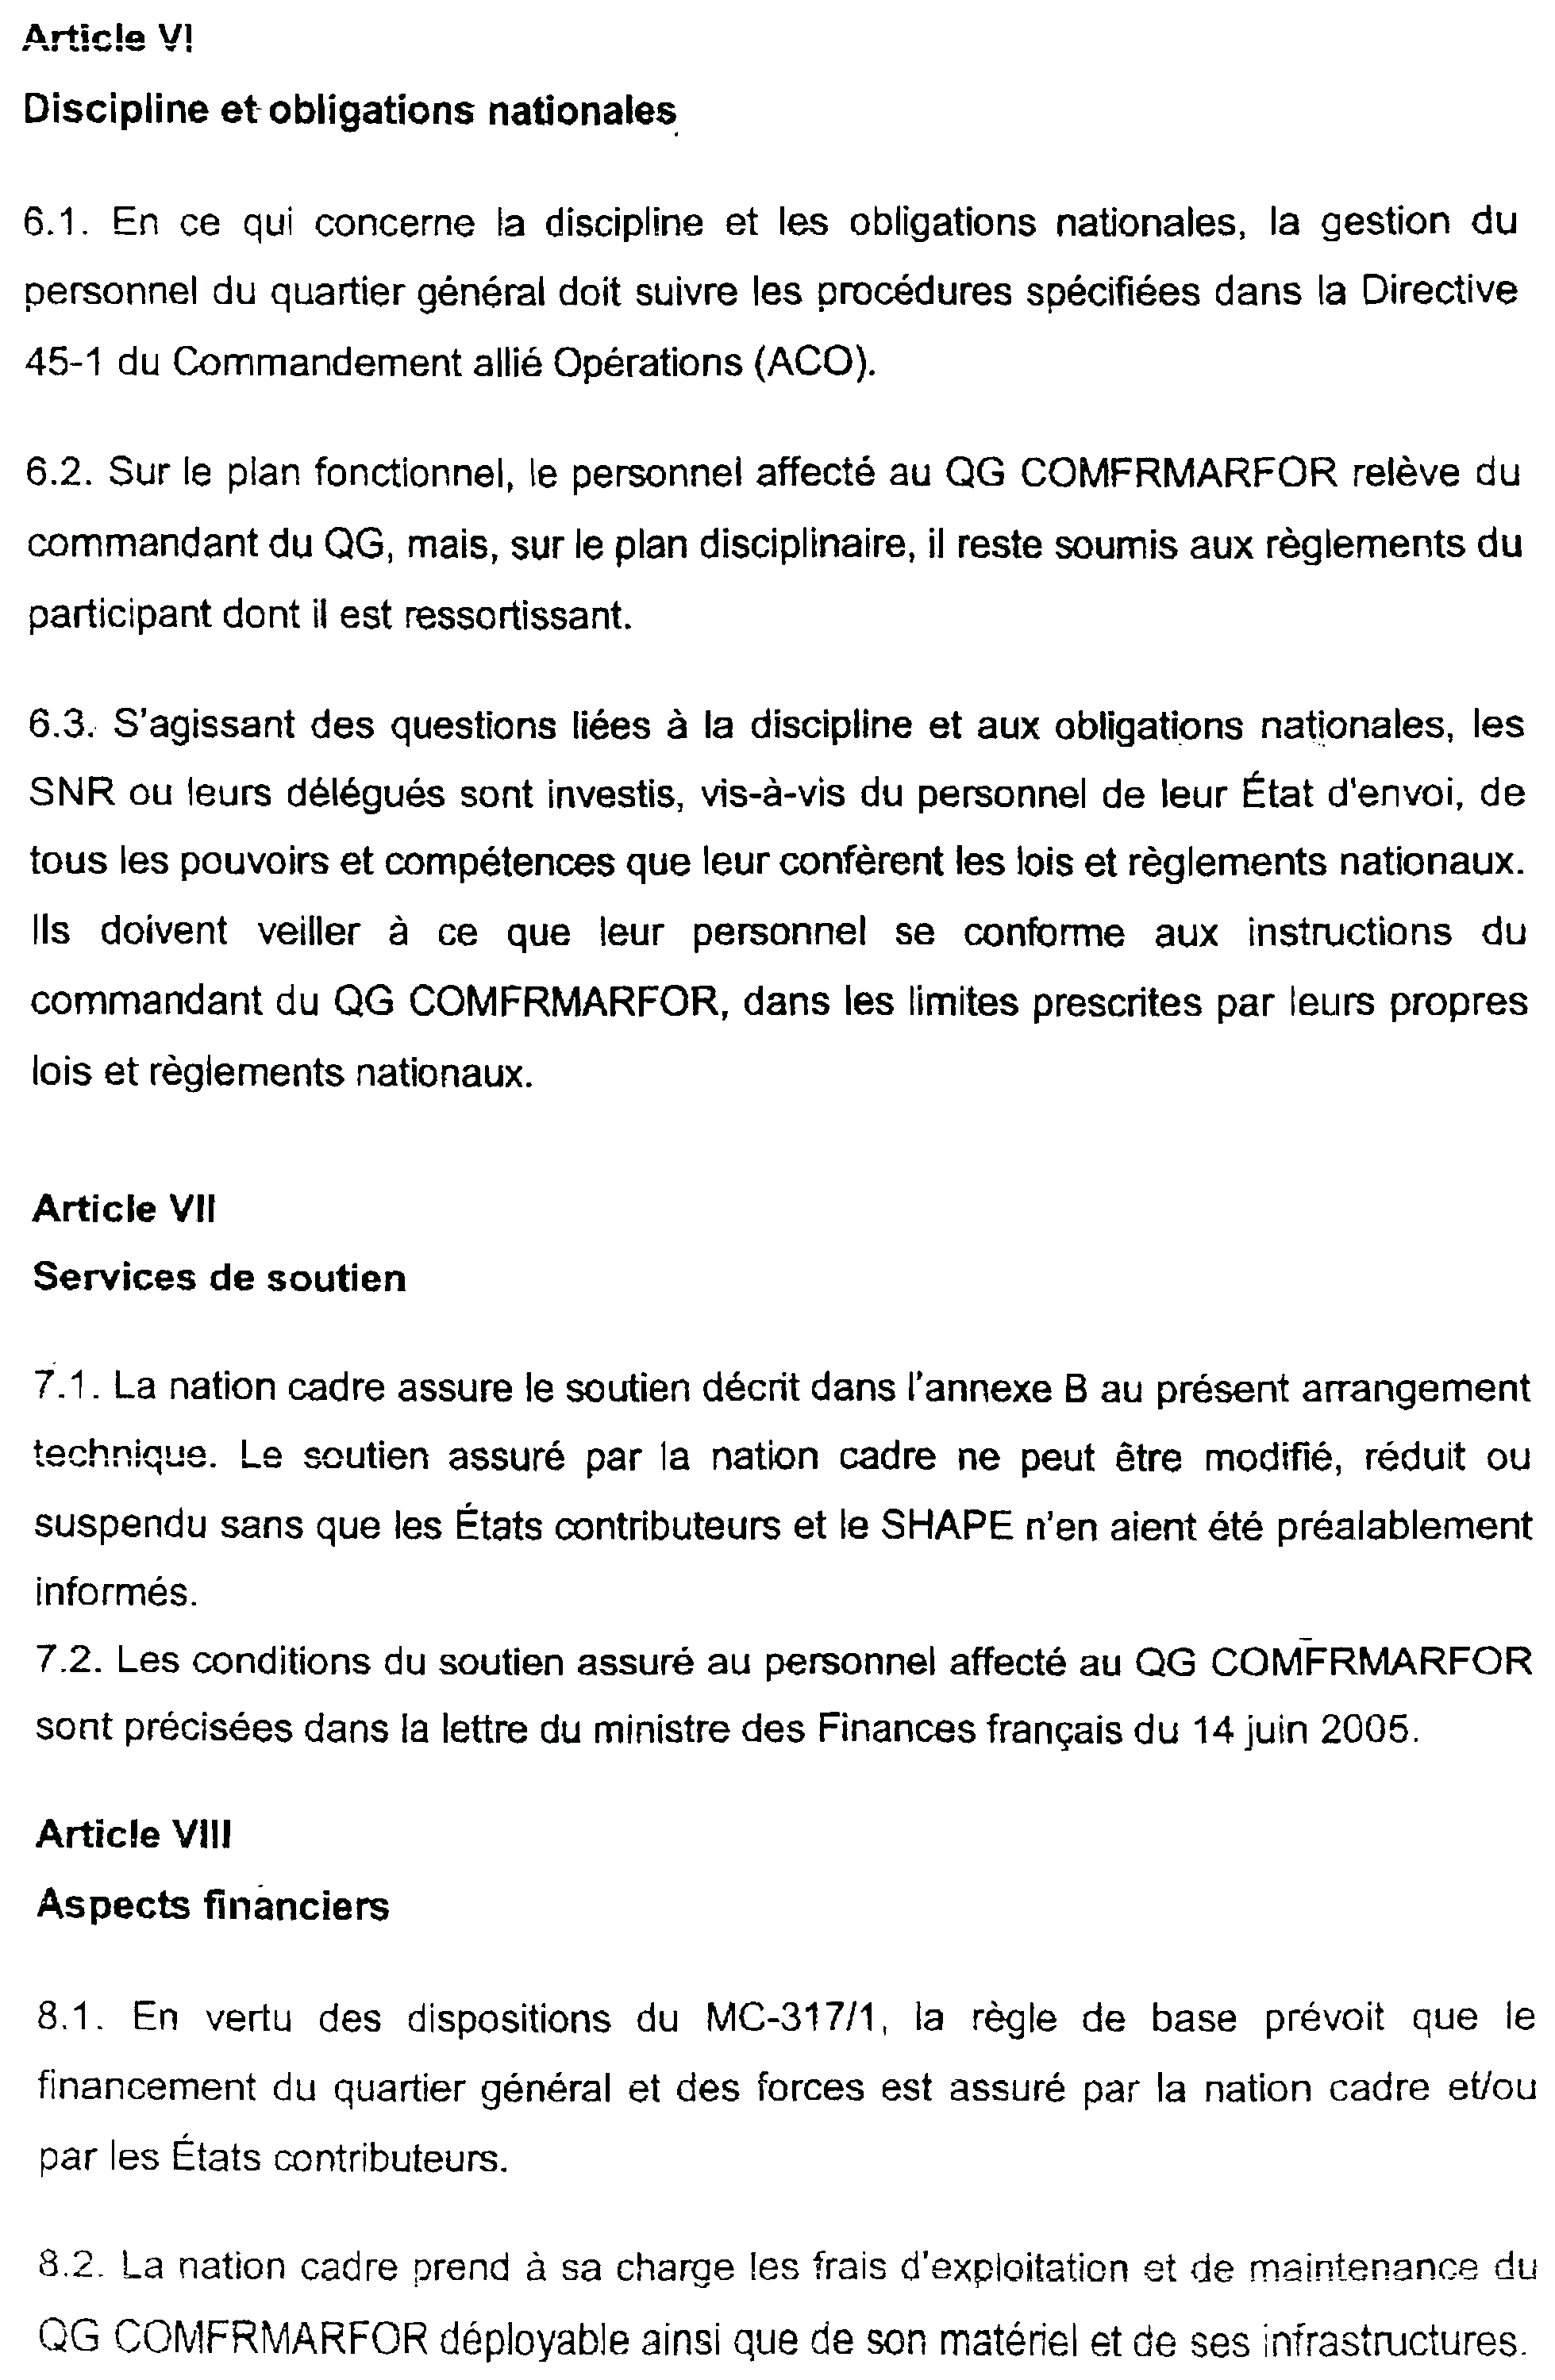 Article VI
Discipline et obligations nationales
6.1. En ce qui concerne la discipline et les obligations nationales, la gestion du
personnel du quartier général doit suivre les procédures spécifiées dans la Directive
45-1 du Commandement allié Opérations (ACO).
6.2. Sur le plan fonctionnel, le personnel affecté au QG COMFRMARFOR relève du
commandant du QG, mais, sur le plan disciplinaire, il reste soumis aux règlements du
participant dont il est ressortissant.
6.3. S'agissant des questions liées à la discipline et aux obligations nationales, les
SNR ou leurs délégués sont investis, vis-à-vis du personnel de leur État d'envoi, de
tous les pouvoirs et compétences que leur confèrent les lois et règlements nationaux.
Ils doivent veiller à ce que leur personnel se conforme aux instructions du
commandant du QG COMFRMARFOR, dans les limites prescrites par leurs propres
lois et règlements nationaux.
Article VII
Services de soutien
7.1. La nation cadre assure le soutien décrit dans l'annexe B au présent arrangement
technique. Le soutien assuré par la nation cadre ne peut être modifié, réduit ou
suspendu sans que les États contributeurs et le SHAPE n'en aient été préalablement
informés.
7.2. Les conditions du soutien assuré au personnel affecté au QG COMFRMARFOR
sont précisées dans la lettre du ministre des Finances français du 14 juin 2005.
Article VIII
Aspects financiers
8.1. En vertu des dispositions du MC-317/1, la règle de base prévoit que le
financement du quartier général et des forces est assuré par la nation cadre et/ou
par les États contributeurs.
8.2. La nation cadre prend à sa charge les frais d'exploitation et de maintenance du
QG COMFRMARFOR déployable ainsi que de son matériel et de ses infrastructures.